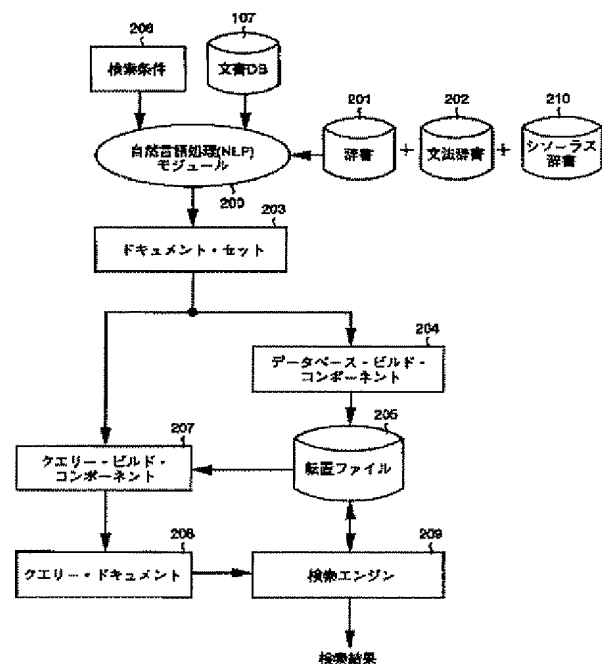 206
107
検索条件
文書DB
201
202
210
辞書
+
文法辞書
+
シソーラス
辞書
自然言語処理(NLP)
モジュール
200
203
ドキュメント・セット
204
データベース・ビルド・
コンポーネント
205
転置ファイル
207
クエリー・ビルド・
コンポーネント
208
クエリー・ドキュメント
209
検索エンジン
検索結果